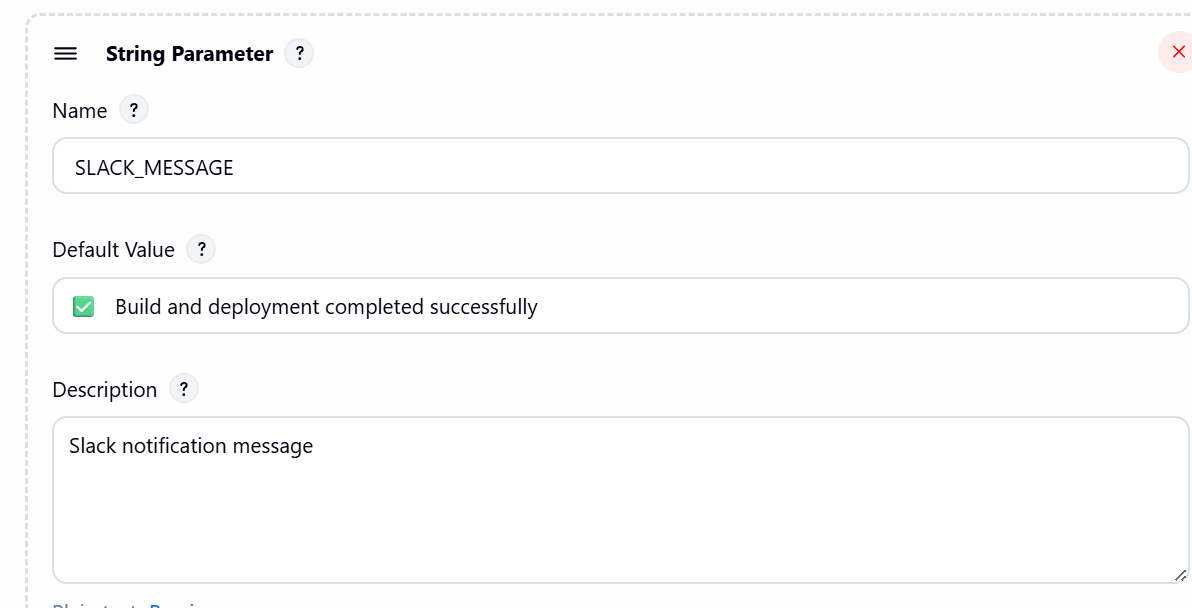 String Parameter ?
Name ?
SLACK_MESSAGE
Default Value ?
✅ Build and deployment completed successfully
Description ?
Slack notification message